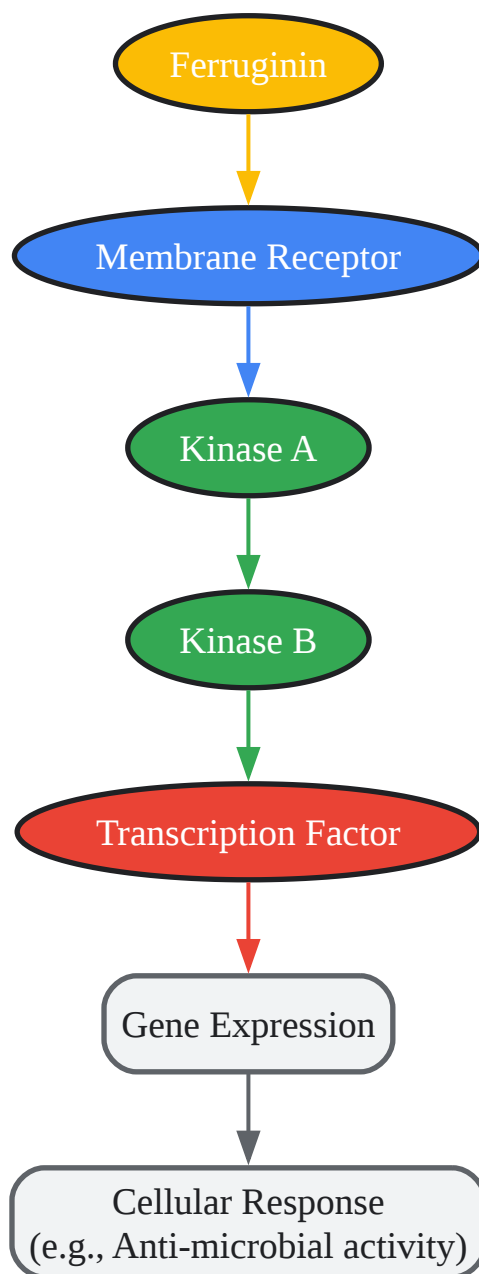 Ferruginin
Membrane Receptor
Kinase A
Kinase B
Transcription Factor
Gene Expression
Cellular Response
(e.g., Anti-microbial activity)